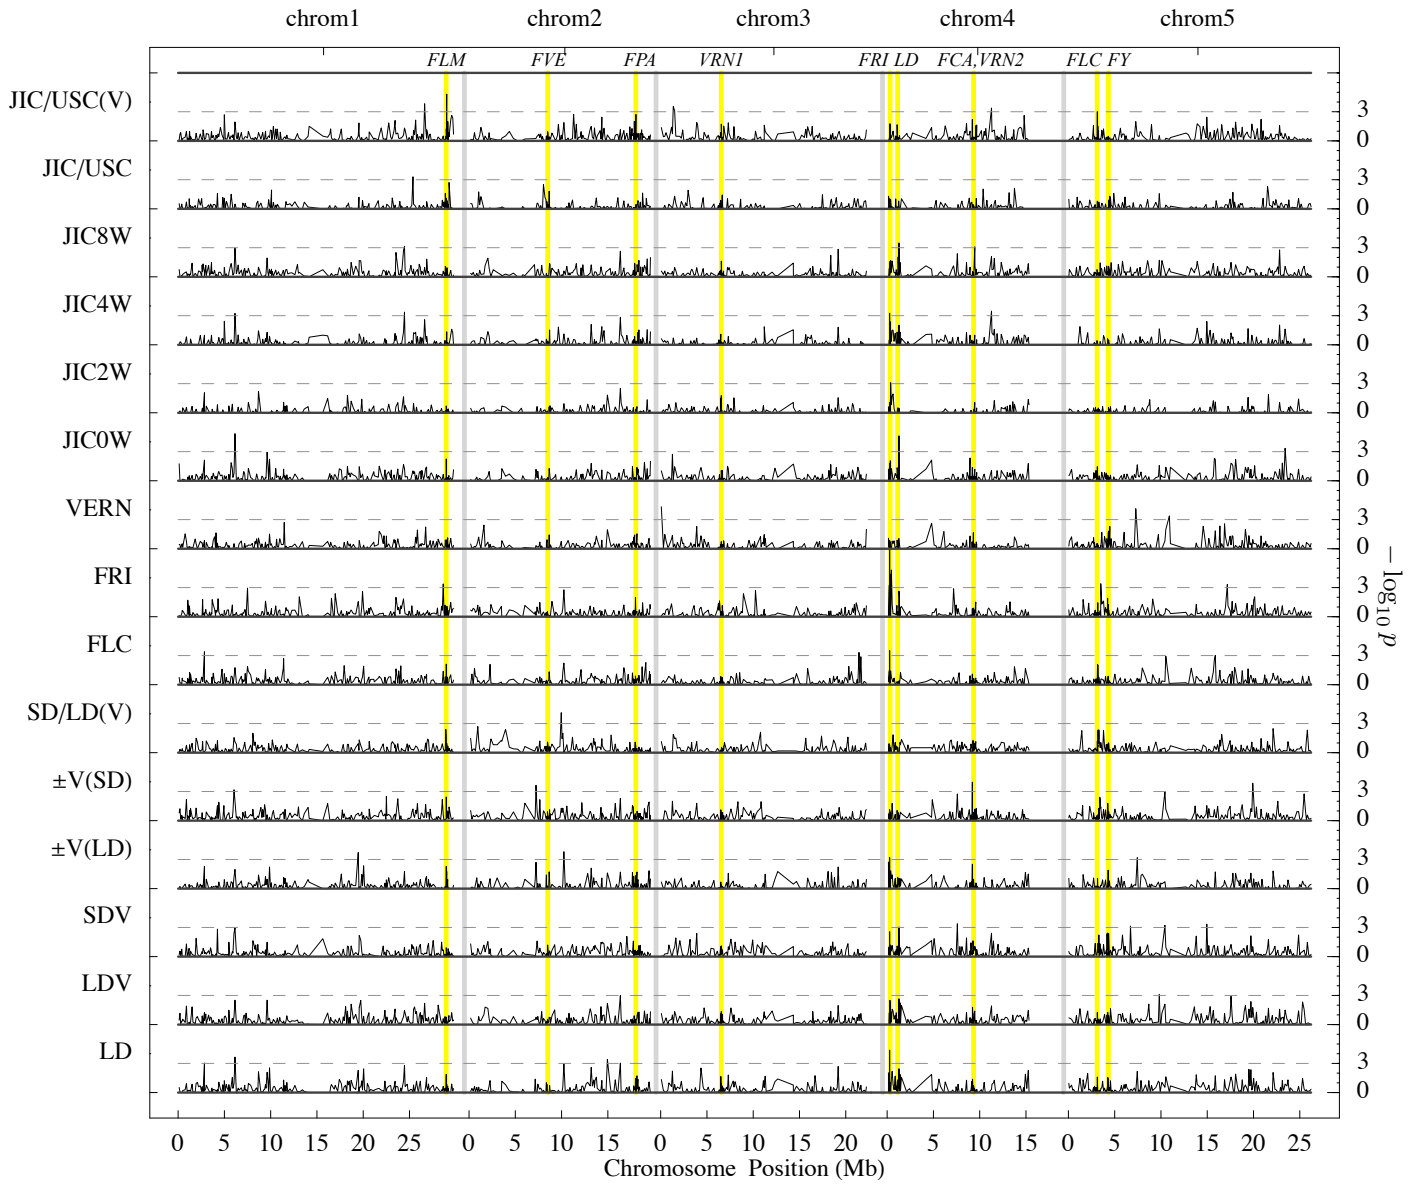 chrom1 chrom2 chrom3 chrom4 chrom5
FLM FVE FPA VRN1 FRI LD FCA,VRN2 FLC FY
JIC/USC(V) 3 0
JIC/USC 3 0
JIC8W 3 0
JIC4W 3 0
JIC2W 3 0
JIC0W 3 0
VERN 3 0
FRI 3 0
FLC 3 0
SD/LD(V) 3 0
±V(SD) 3 0
±V(LD) 3 0
SDV 3 0
LDV 3 0
LD 3 0
− log10 p
0 5 10 15 20 25 0 5 10 15 0 5 10 15 20 0 5 10 15 0 5 10 15 20 25
Chromosome Position (Mb)